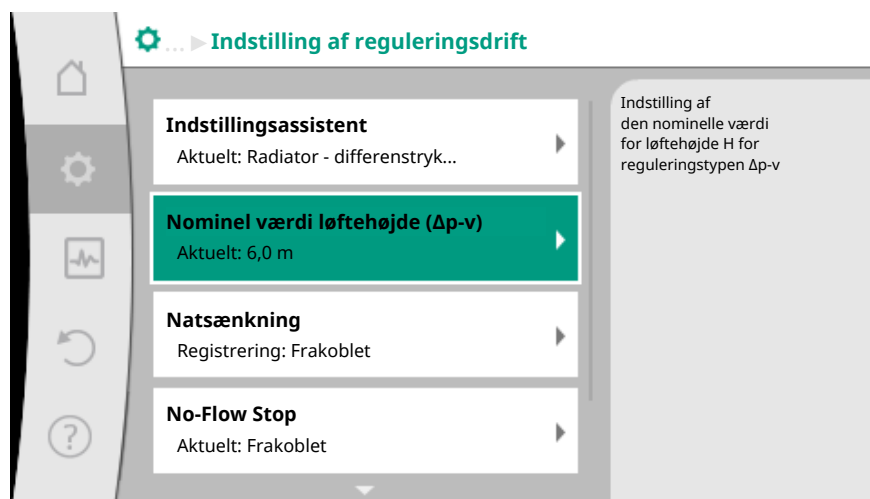 ... Indstilling af reguleringsdrift
Indstillingsassistent
Aktuelt: Radiator - differenstryk...
Nominel værdi løftehøjde (Δp-v)
Aktuelt: 6,0 m
Natsænkning
Registrering: Frakoblet
No-Flow Stop
Aktuelt: Frakoblet
Indstilling af
den nominelle værdi
for løftehøjde H for
reguleringstypen Δp-v
?